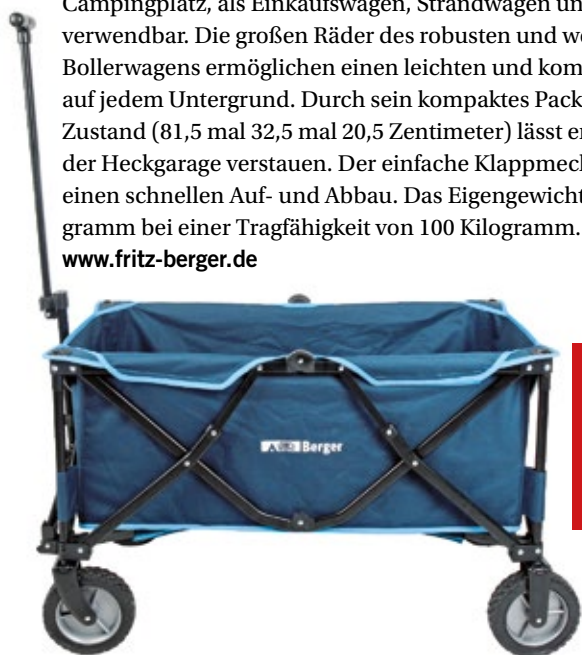 Campingplatz, als Einkaufswagen, Strandwagen un
verwendbar. Die großen Räder des robusten und we
Bollerwagens ermöglichen einen leichten und kom
auf jedem Untergrund. Durch sein kompaktes Pack
Zustand (81,5 mal 32,5 mal 20,5 Zentimeter) lässt er
der Heckgarage verstauen. Der einfache Klappmech
einen schnellen Auf- und Abbau. Das Eigengewicht
gramm bei einer Tragfähigkeit von 100 Kilogramm.
www.fritz-berger.de
Berger